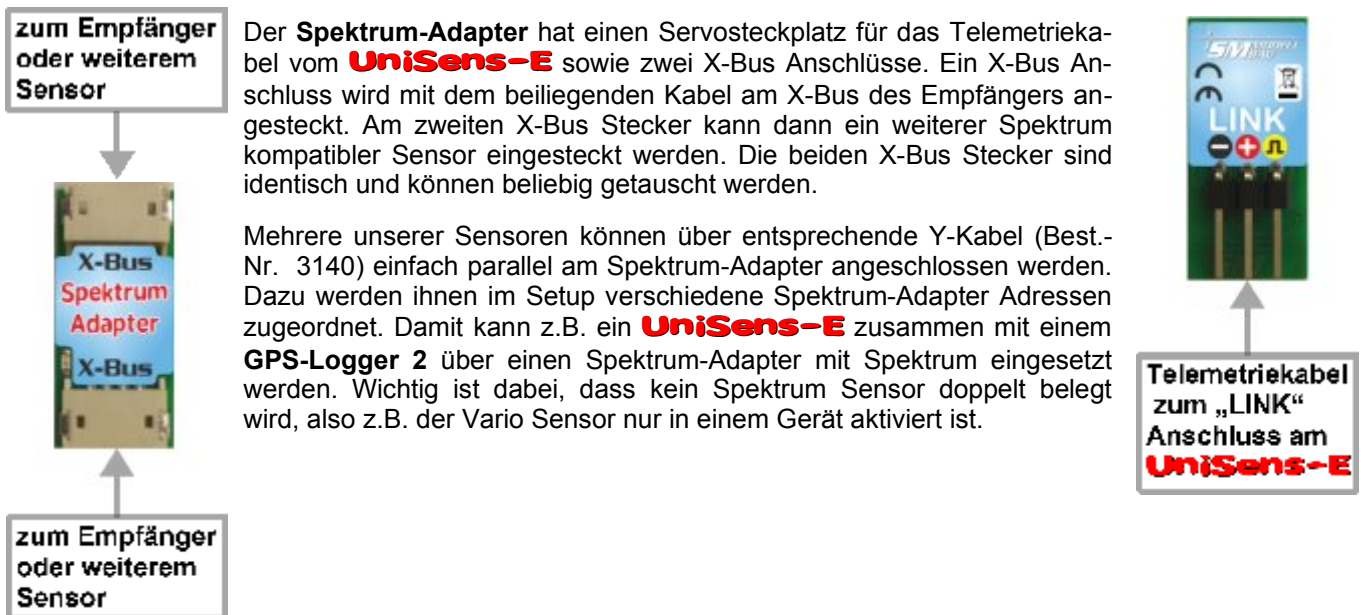 zum Empfänger
oder weiterem
Sensor
X-Bus
Spektrum
Adapter
X-Bus
zum Empfänger
oder weiterem
Sensor
Der Spektrum-Adapter hat einen Servosteckplatz für das Telemetrieka-
bel vom UniSens-E sowie zwei X-Bus Anschlüsse. Ein X-Bus An-
schluss wird mit dem beiliegenden Kabel am X-Bus des Empfängers an-
gesteckt. Am zweiten X-Bus Stecker kann dann ein weiterer Spektrum
kompatibler Sensor eingesteckt werden. Die beiden X-Bus Stecker sind
identisch und können beliebig getauscht werden.
Mehrere unserer Sensoren können über entsprechende Y-Kabel (Best.-
Nr. 3140) einfach parallel am Spektrum-Adapter angeschlossen werden.
Dazu werden ihnen im Setup verschiedene Spektrum-Adapter Adressen
zugeordnet. Damit kann z.B. ein UniSens-E zusammen mit einem
GPS-Logger 2 über einen Spektrum-Adapter mit Spektrum eingesetzt
werden. Wichtig ist dabei, dass kein Spektrum Sensor doppelt belegt
wird, also z.B. der Vario Sensor nur in einem Gerät aktiviert ist.
SM MODELLBAU
CE
LINK
Telemetriekabel
zum „LINK“
Anschluss am
UniSens-E